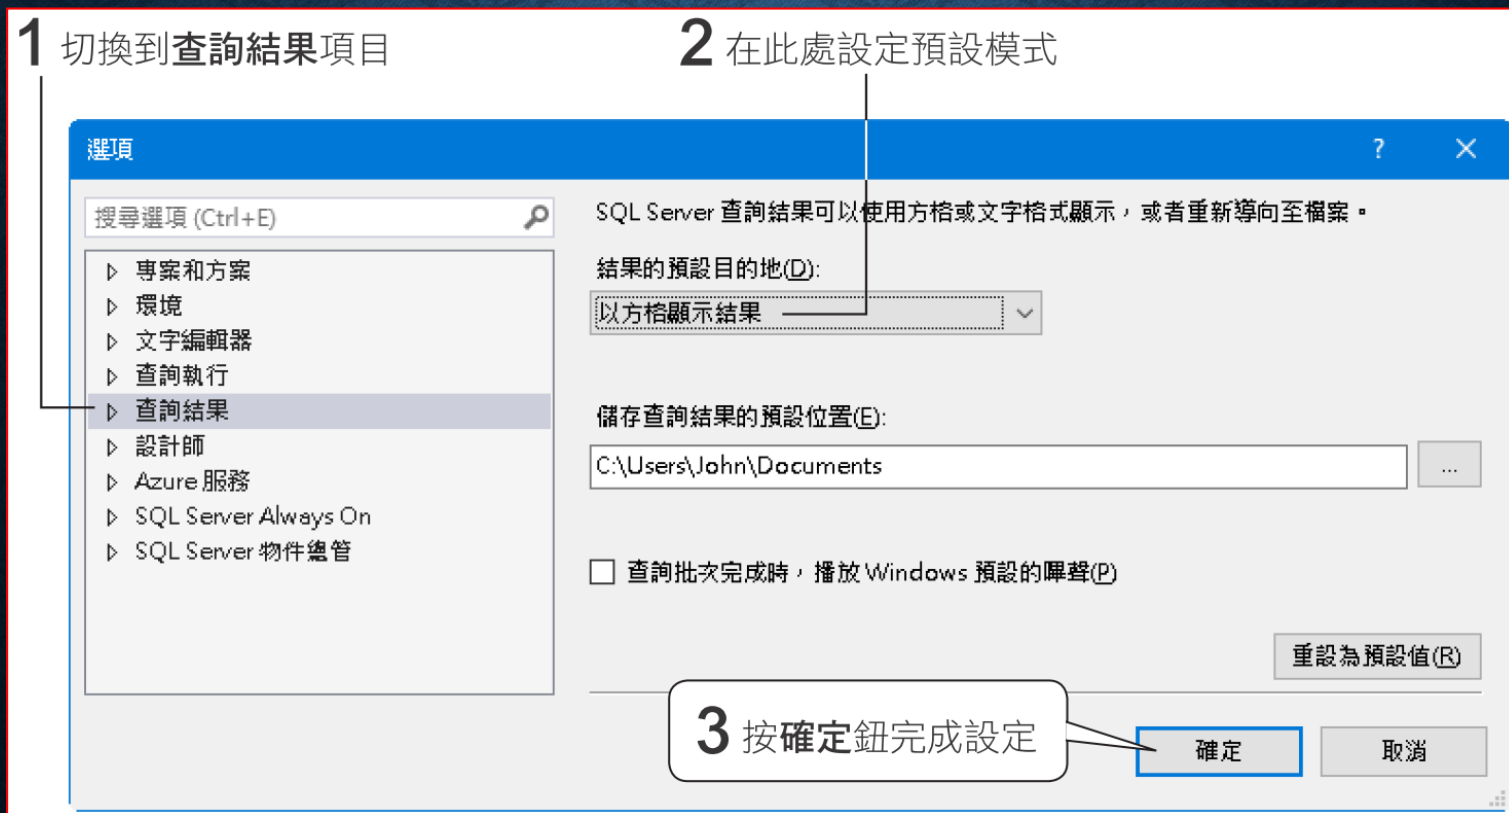 1 切換到查詢結果項目
2 在此處設定預設模式
選項
?
搜尋選項 (Ctrl+E)
專案和方案
環境
文字編輯器
查詢執行
查詢結果
設計師
Azure 服務
SQL Server Always On
SQL Server 物件總管
SQL Server 查詢結果可以使用方格或文字格式顯示，或者重新導向至檔案。
結果的預設目的地(D):
以方格顯示結果
儲存查詢結果的預設位置(E):
C:\Users\John\Documents
...
查詢批次完成時，播放 Windows 預設的嗶聲(P)
重設為預設值(R)
3 按確定鈕完成設定
確定
取消